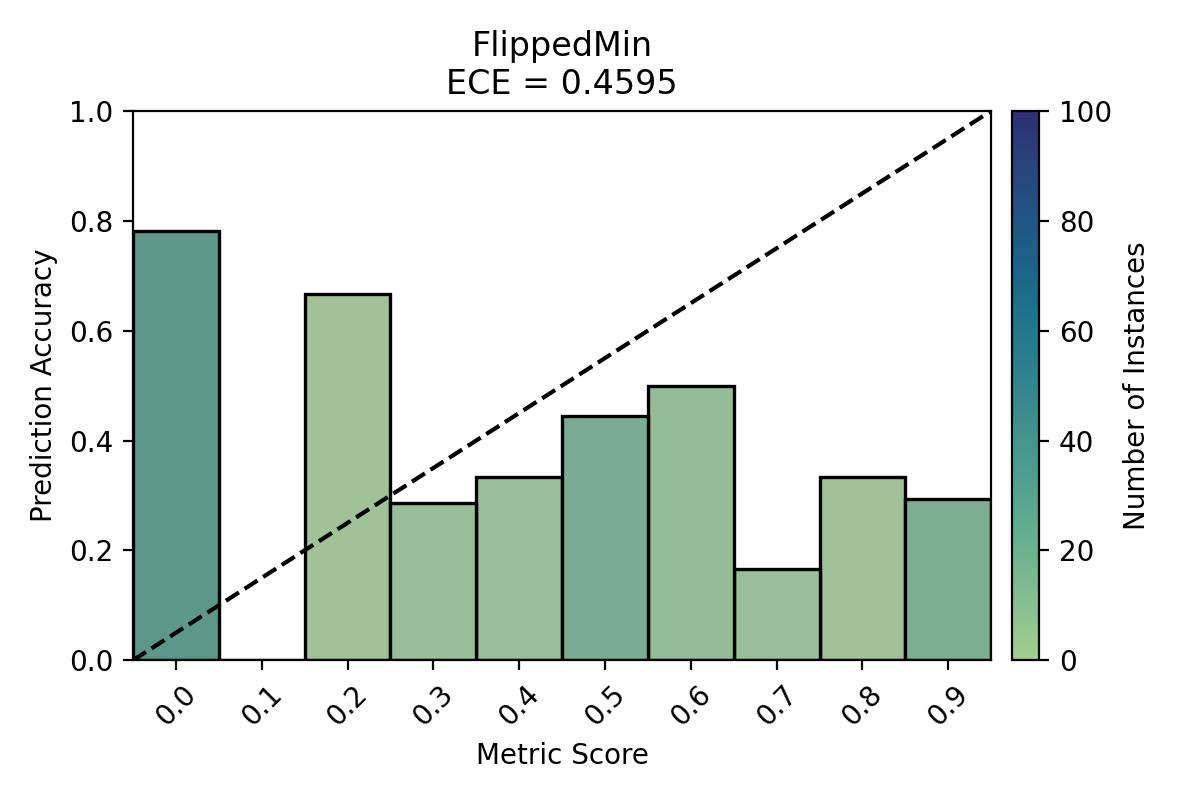 FlippedMin
ECE = 0.4595
1.0
0.8
0.6
0.4
0.2
0.0
Prediction Accuracy
0.0 0.1 0.2 0.3 0.4 0.5 0.6 0.7 0.8 0.9
Metric Score
100
80
60
40
20
0
Number of Instances